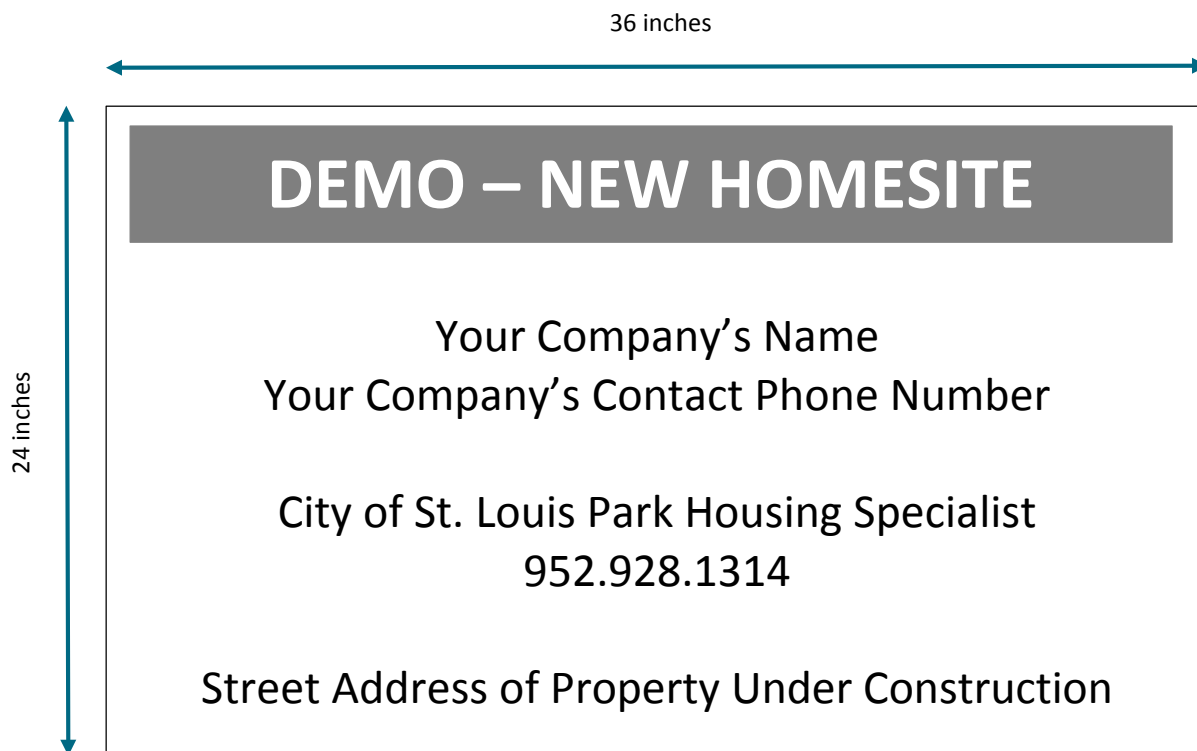 36 inches
24 inches
DEMO – NEW HOMESITE
Your Company’s Name
Your Company’s Contact Phone Number
City of St. Louis Park Housing Specialist
952.928.1314
Street Address of Property Under Construction